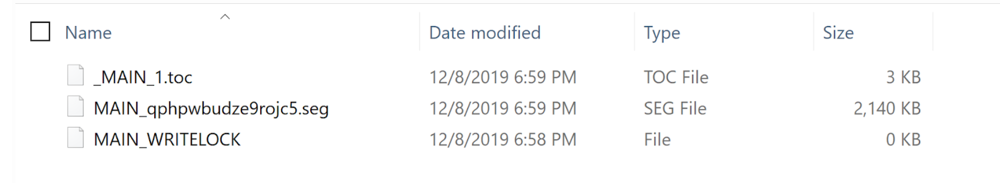 Name Date modified Type Size
_MAIN_1.toc 12/8/2019 6:59 PM TOC File 3 KB
MAIN_qphpwbudze9rojc5.seg 12/8/2019 6:59 PM SEG File 2,140 KB
MAIN_WRITELOCK 12/8/2019 6:58 PM File 0 KB